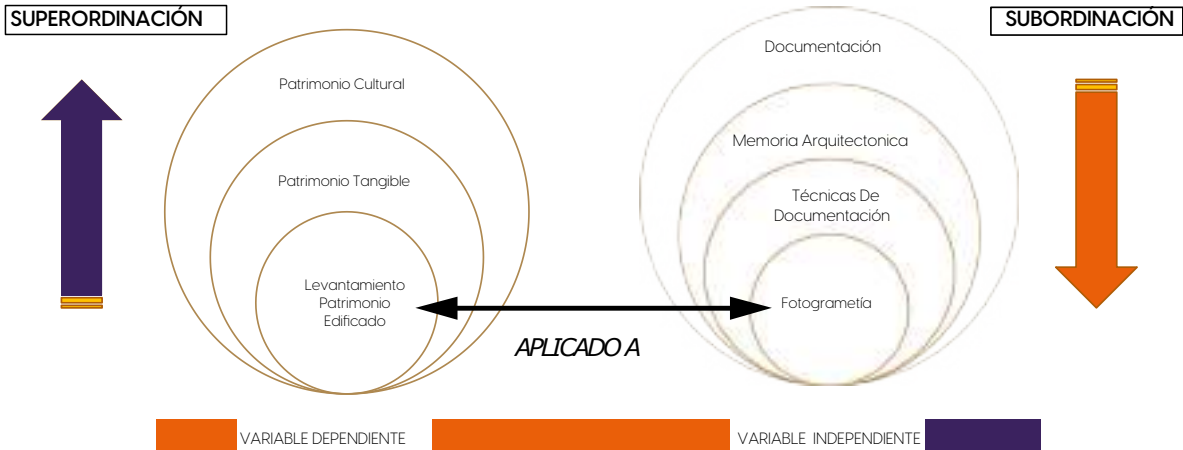 SUPERORDINACIÓN
SUBORDINACIÓN
Patrimonio Cultural
Patrimonio Tangible
Levantamiento
Patrimonio
Edificado
Documentación
Memoria Arquitectonica
Técnicas De
Documentación
Fotogrametía
APLICADO A
VARIABLE DEPENDIENTE
VARIABLE INDEPENDIENTE